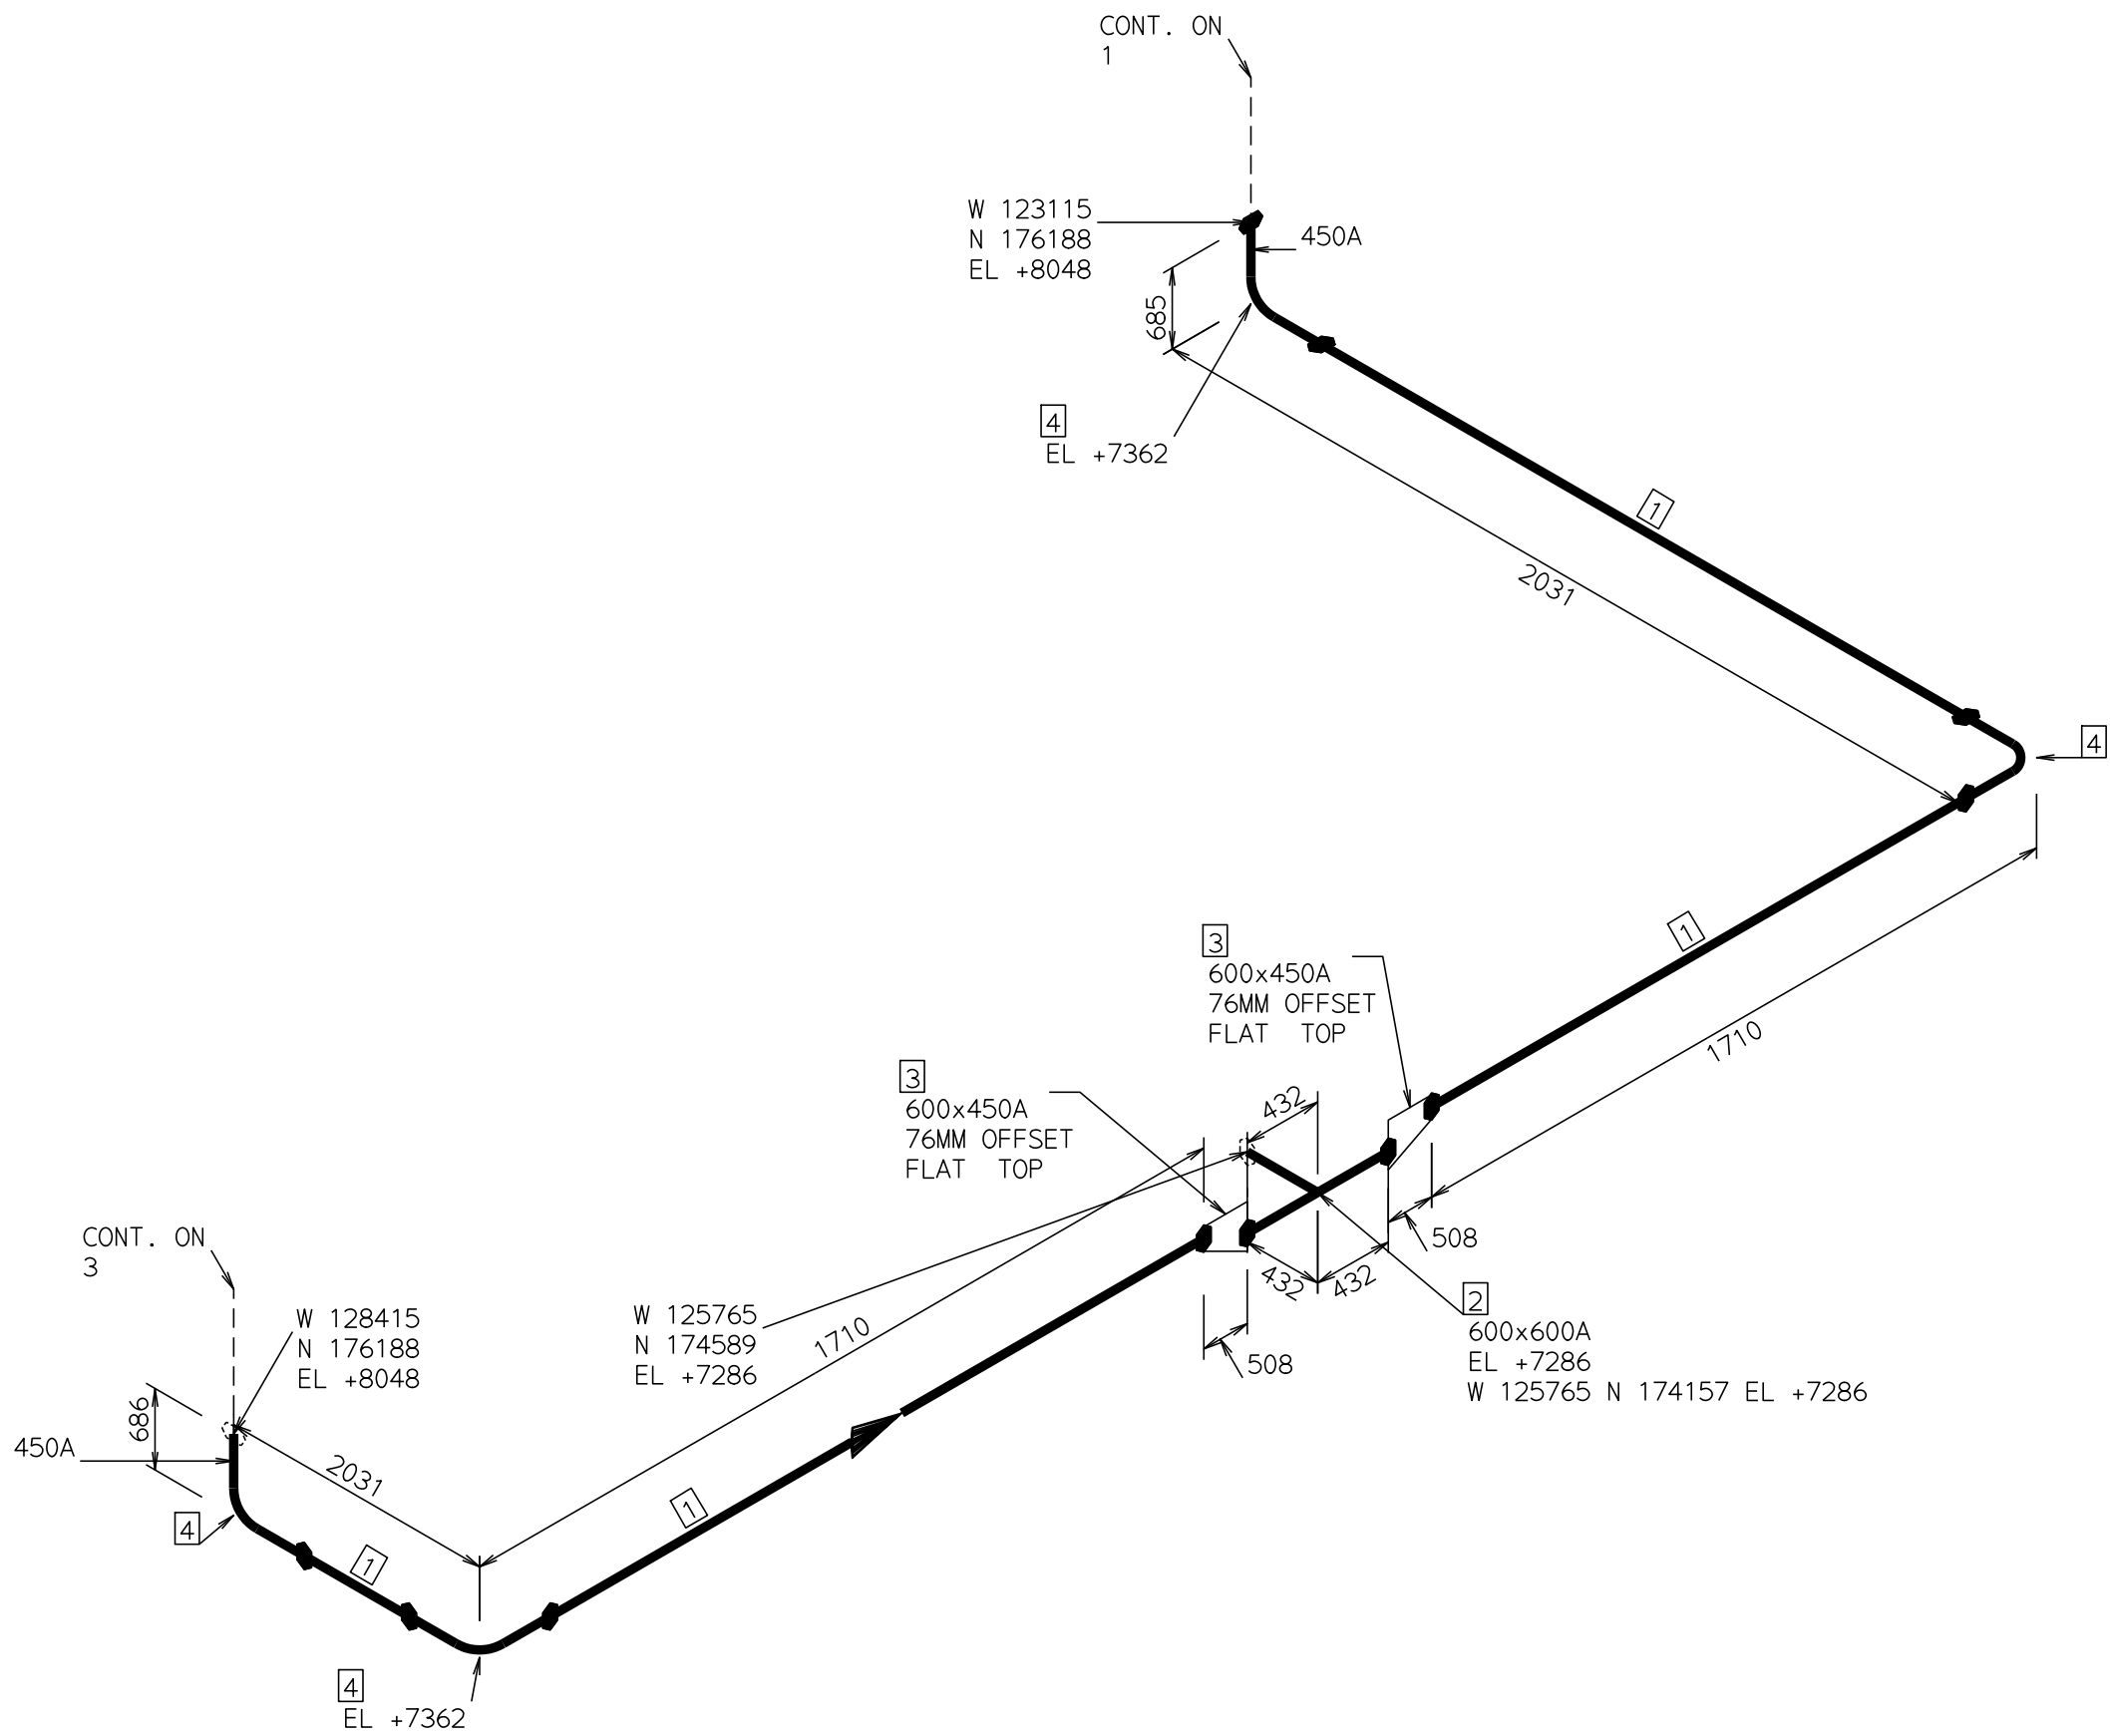 CONT. ON
1
W 123115
N 176188
EL +8048
450A
685
4
EL +7362
1
2031
4
1
1710
3
600x450A
76MM OFFSET
FLAT TOP
3
600x450A
76MM OFFSET
FLAT TOP
432
508
432
432
508
2
600x600A
EL +7286
W 125765 N 174157 EL +7286
W 125765
N 174589
EL +7286
1710
CONT. ON
3
W 128415
N 176188
EL +8048
686
450A
2031
4
1
1
4
EL +7362